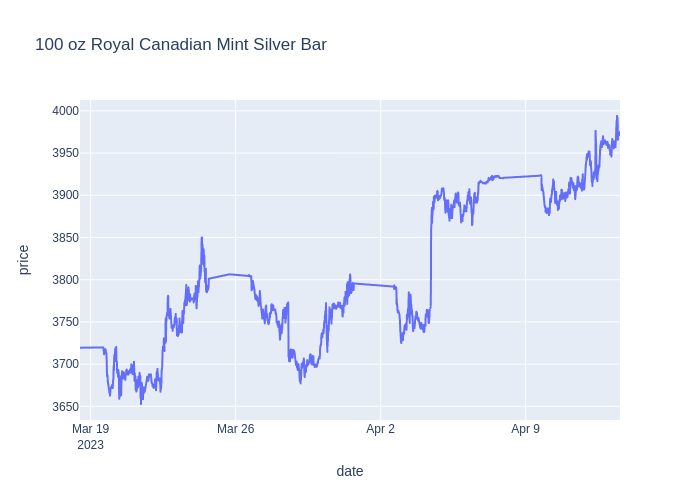 100 oz Royal Canadian Mint Silver Bar
4000
3950
3900
3850
3800
3750
3700
3650
price
Mar 19
2023
Mar 26
Apr 2
Apr 9
date